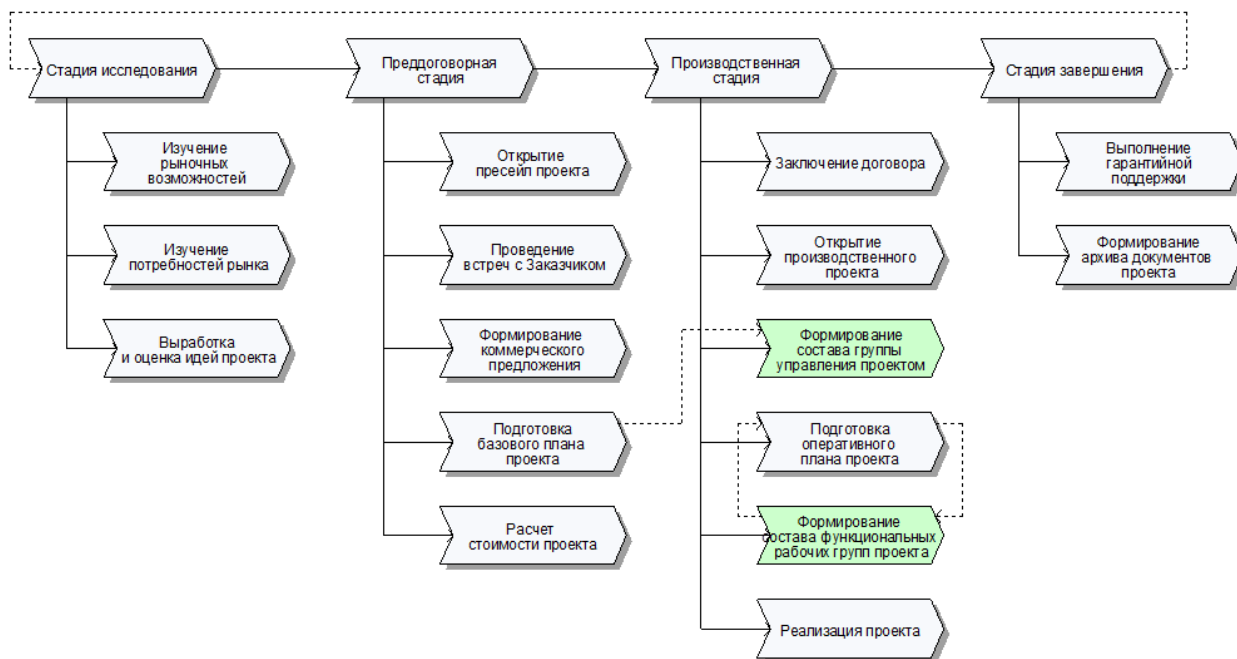 Стадия исследования
Преддоговорная
стадия
Производственная
стадия
Стадия завершения
Изучение
рыночных
возможностей
Изучение
потребностей рынка
Выработка
и оценка идей проекта
Открытие
пресейл проекта
Проведение
встреч с Заказчиком
Формирование
коммерческого
предложения
Подготовка
базового плана
проекта
Расчет
стоимости проекта
Заключение договора
Открытие
производственного
проекта
Формирование
состава группы
управления проектом
Подготовка
оперативного
плана проекта
Формирование
состава функциональных
рабочих групп проекта
Реализация проекта
Выполнение
гарантийной
поддержки
Формирование
архива документов
проекта